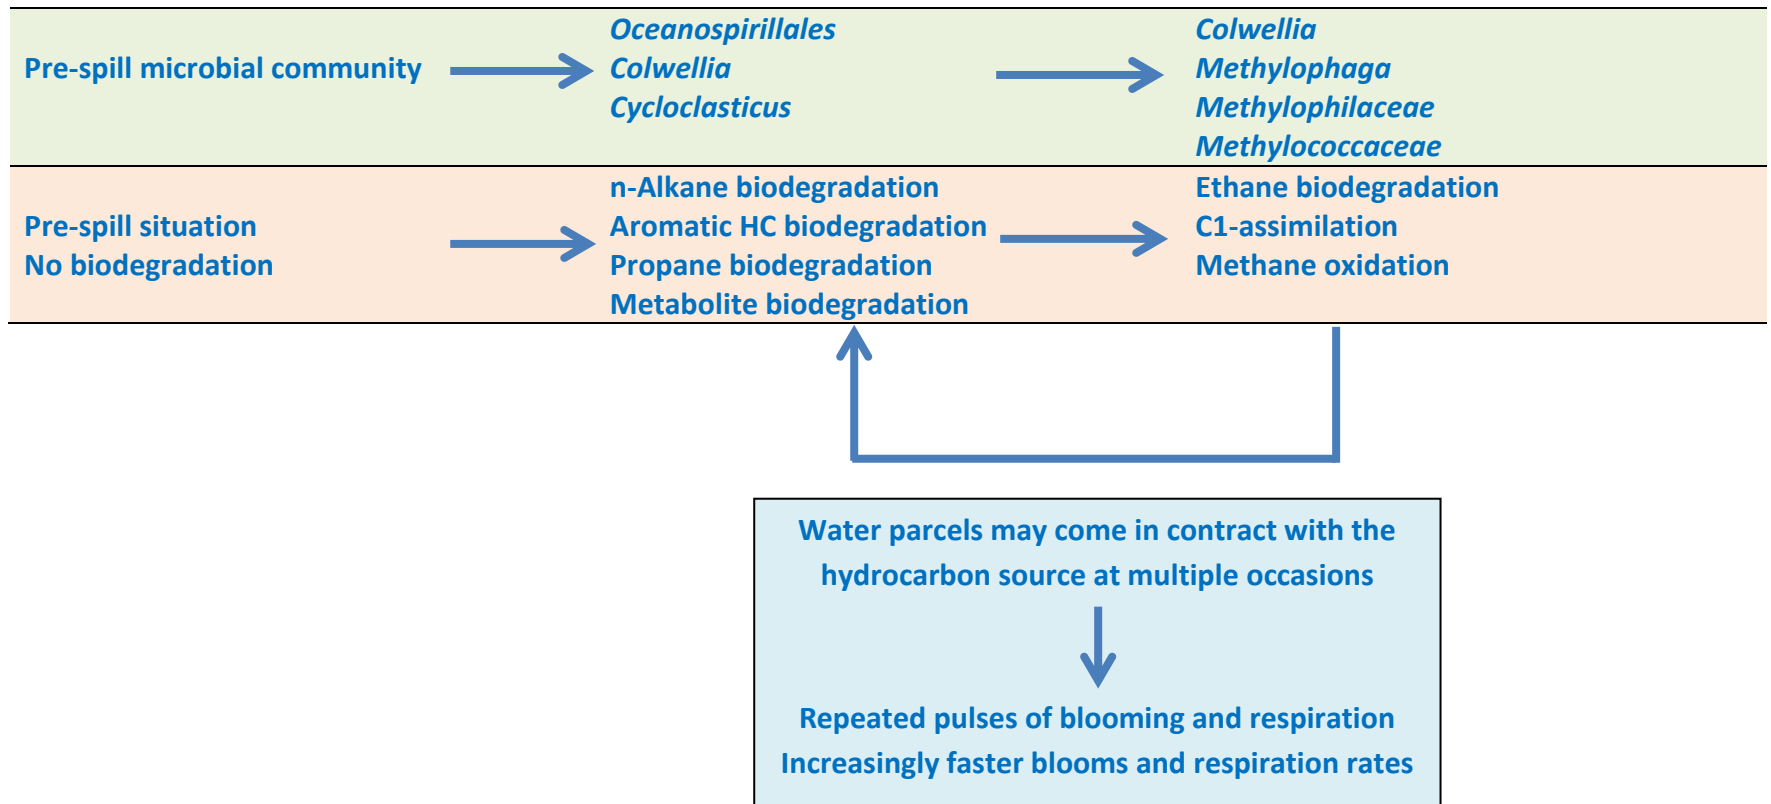 Pre-spill microbial community
Oceanospirillales
Colwellia
Cycloclasticus
Colwellia
Methylophaga
Methylophilaceae
Methylococcaceae
Pre-spill situation
No biodegradation
n-Alkane biodegradation
Aromatic HC biodegradation
Propane biodegradation
Metabolite biodegradation
Ethane biodegradation
C1-assimilation
Methane oxidation
Water parcels may come in contract with the
hydrocarbon source at multiple occasions
Repeated pulses of blooming and respiration
Increasingly faster blooms and respiration rates